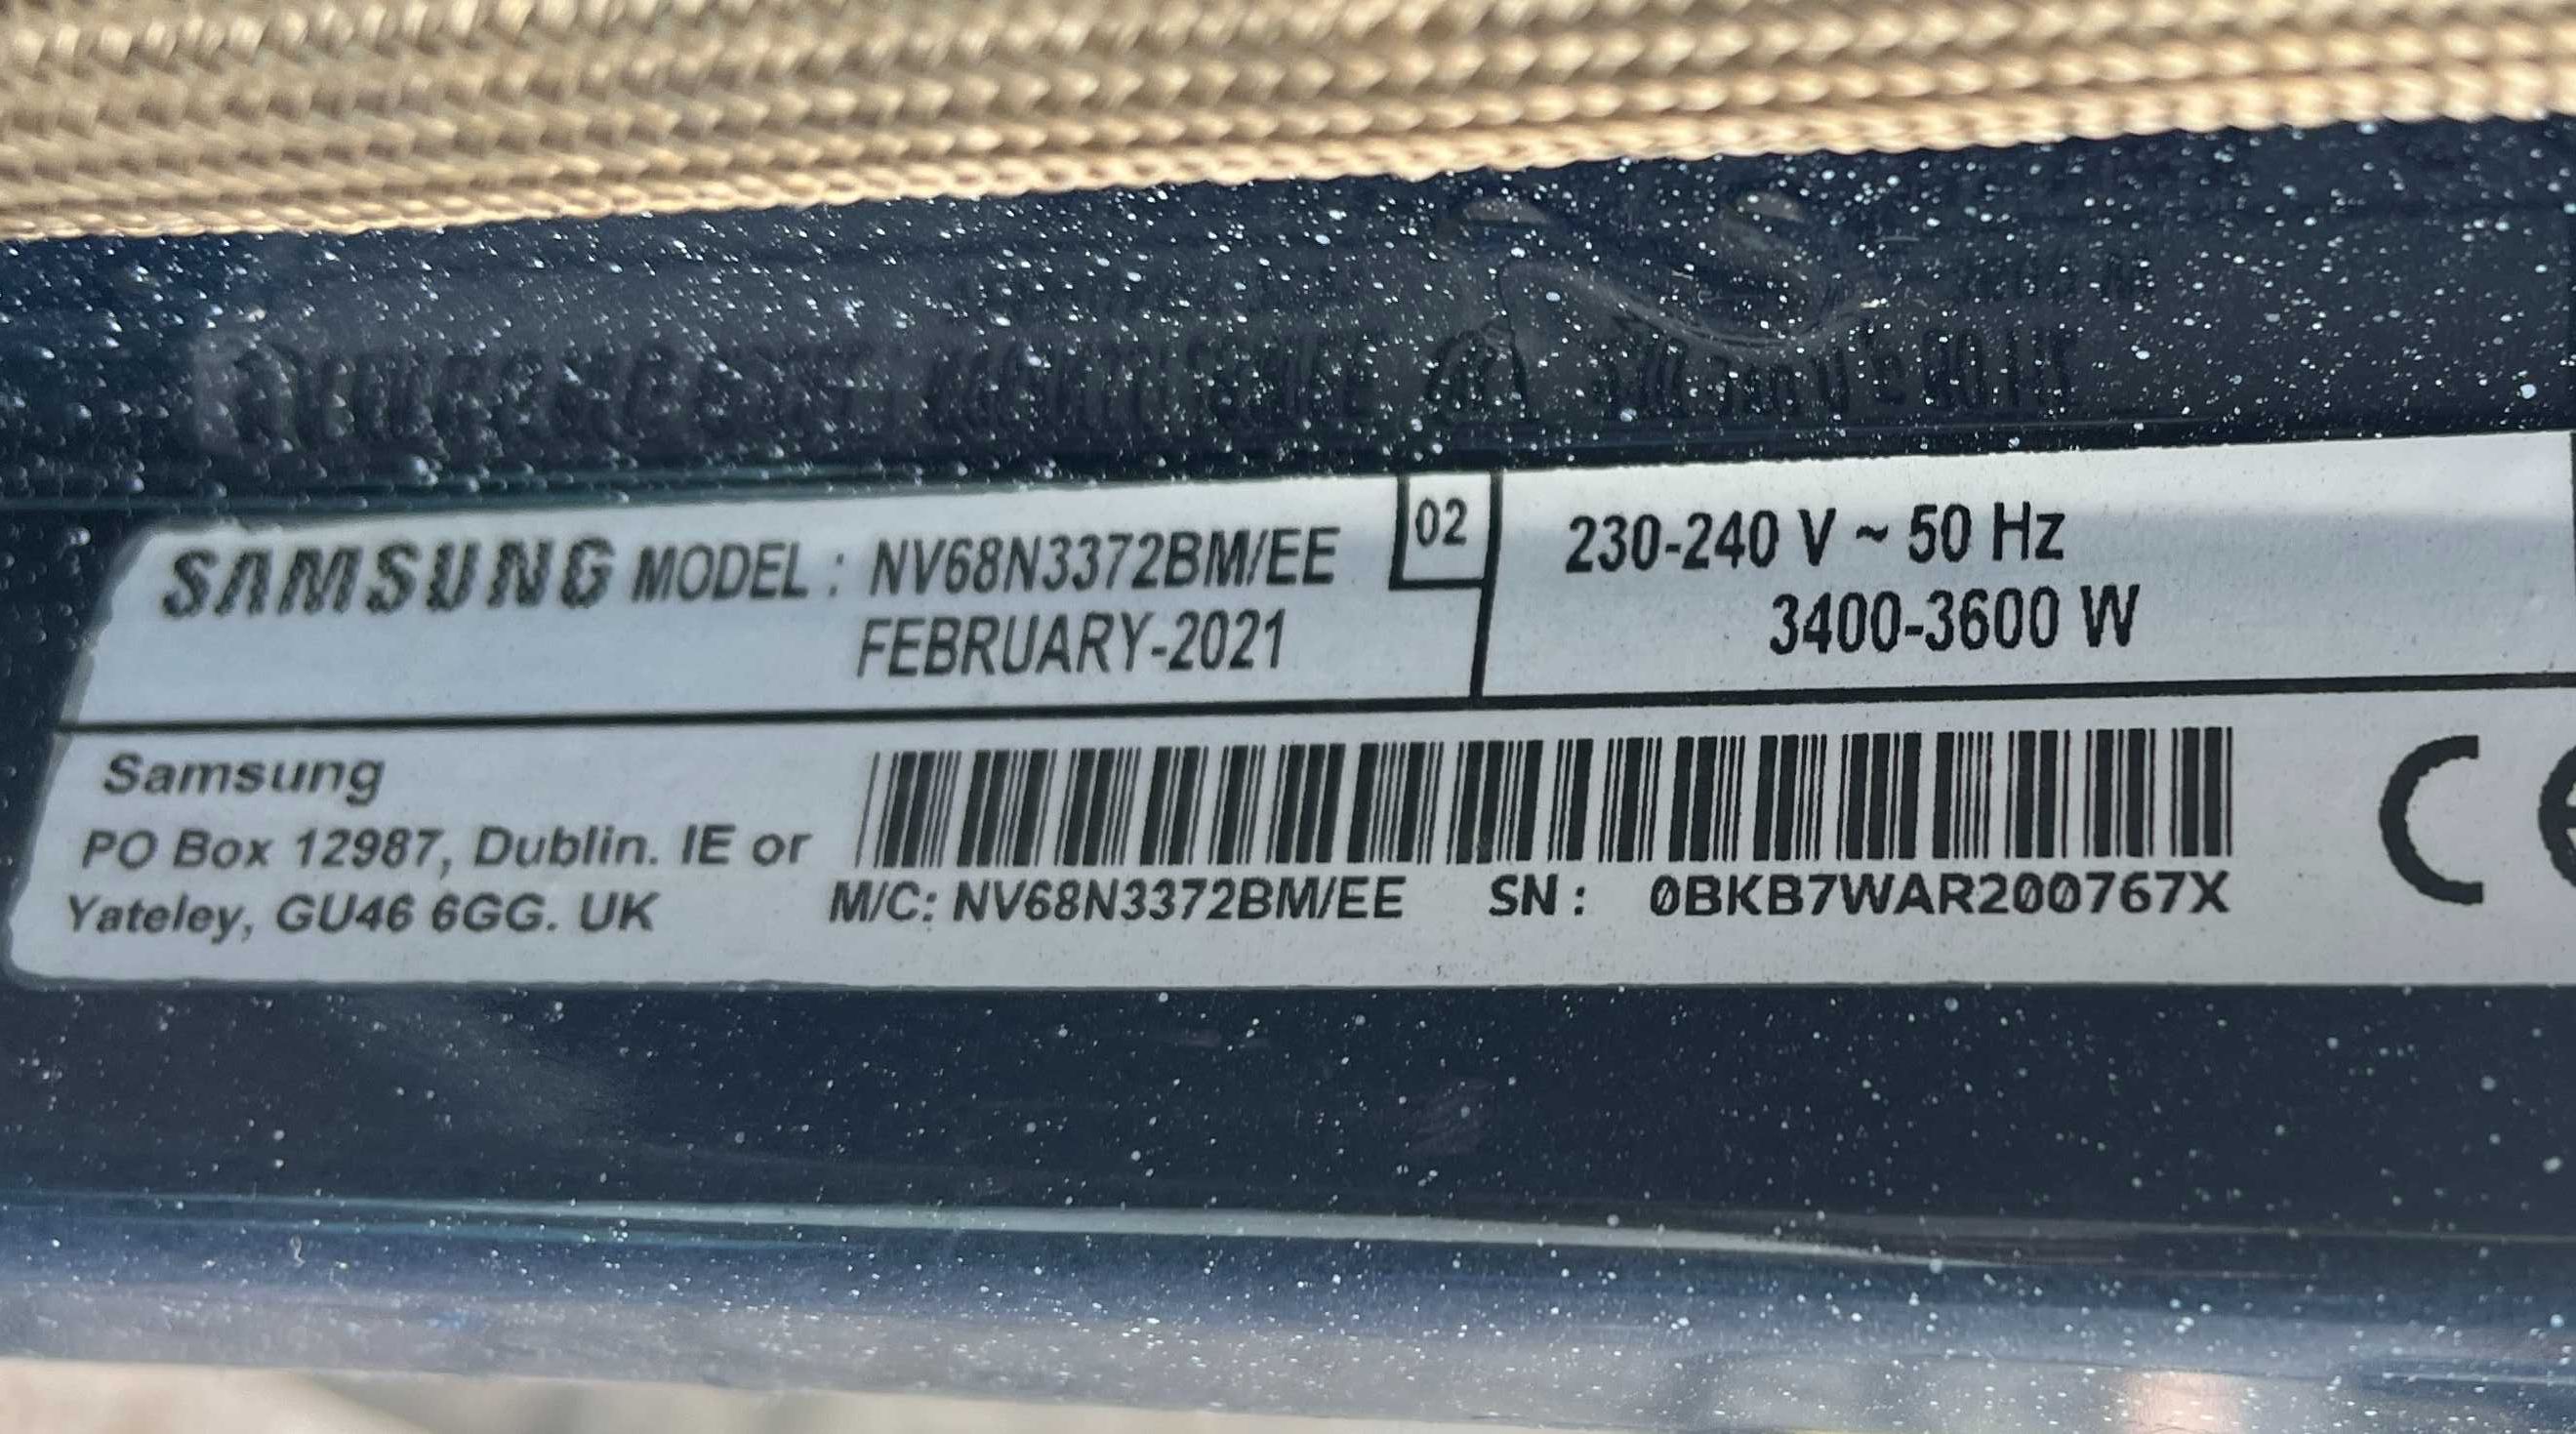 SAMSUNG MODEL : NV68N3372BM/EE
FEBRUARY-2021
02
230-240 V ~ 50 Hz
3400-3600 W
Samsung
PO Box 12987, Dublin. IE or
Yateley, GU46 6GG. UK
M/C: NV68N3372BM/EE SN : 0BKB7WAR200767X
CE